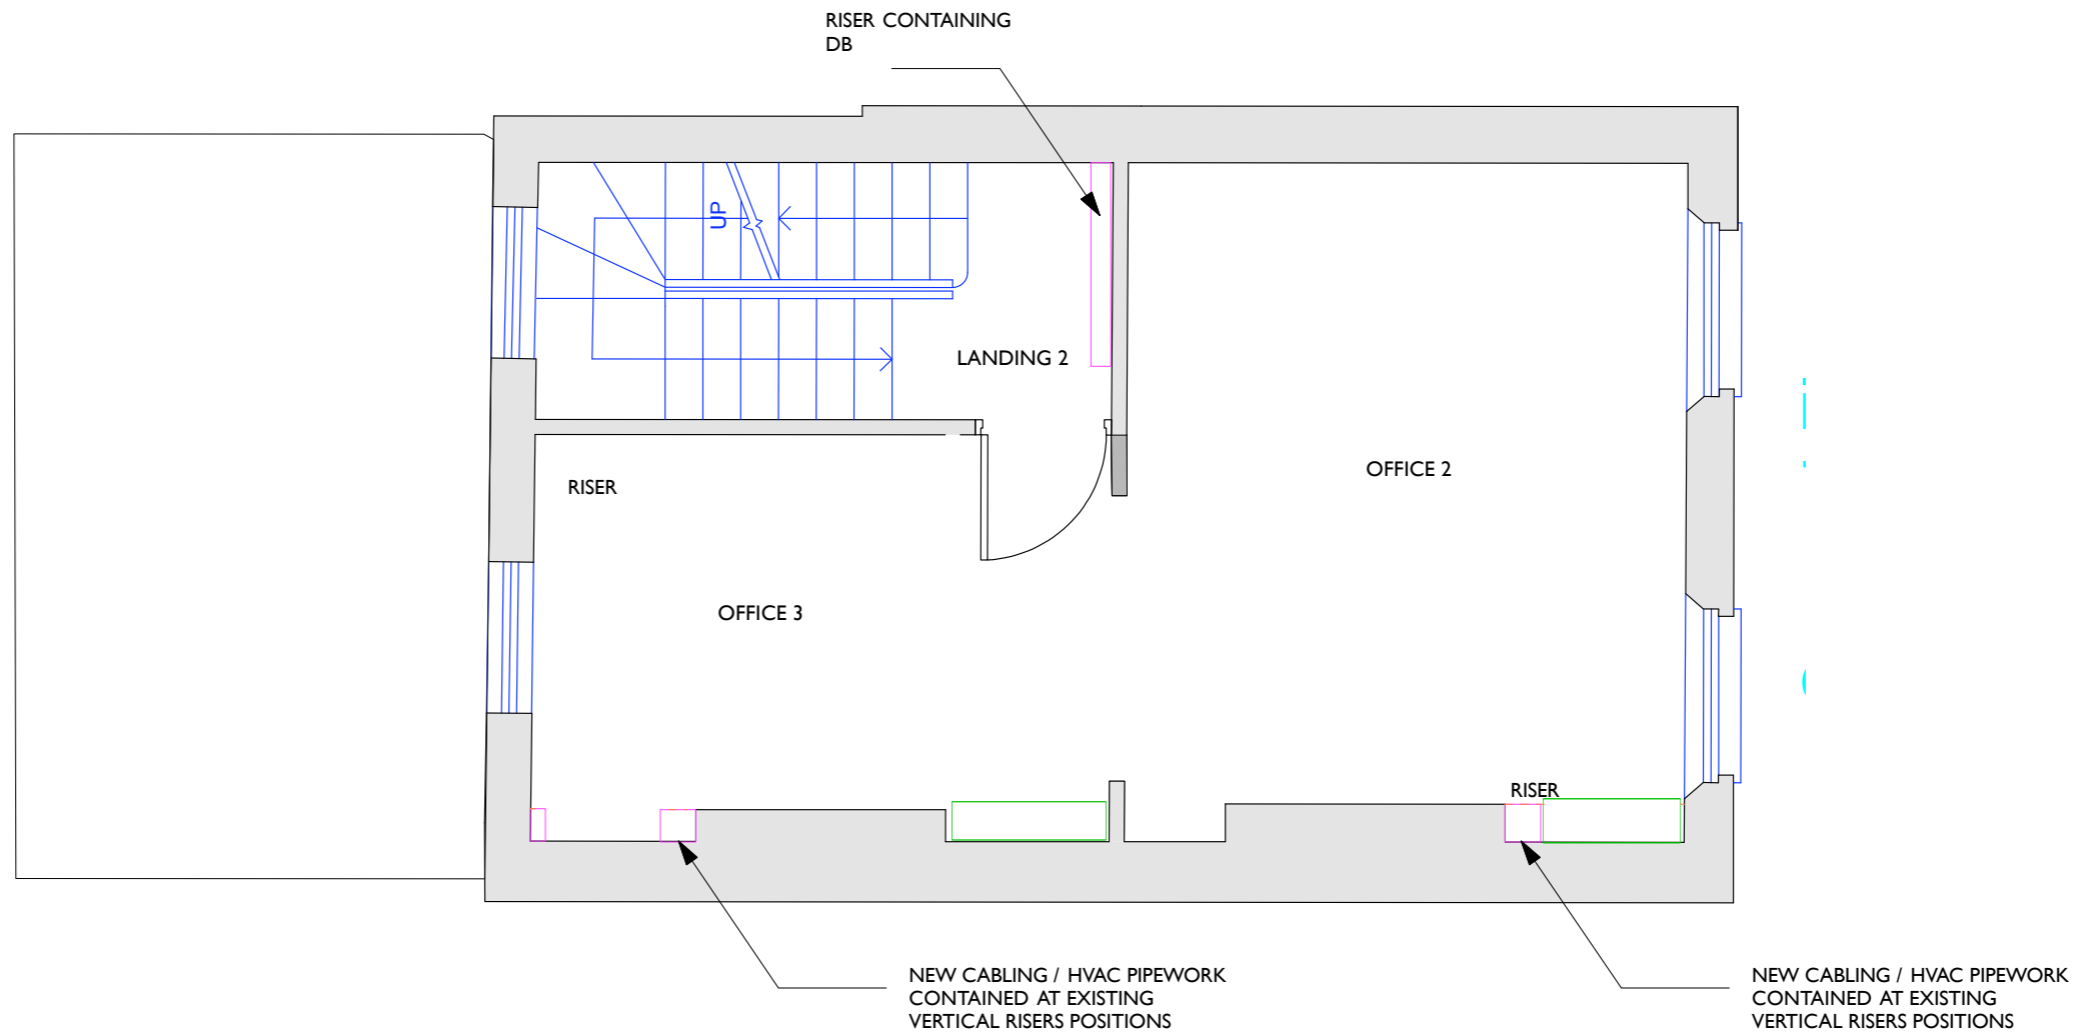 RISER CONTAINING
DB
UP
LANDING 2
OFFICE 2
RISER
OFFICE 3
RISER
NEW CABLING / HVAC PIPEWORK
CONTAINED AT EXISTING
VERTICAL RISERS POSITIONS
NEW CABLING / HVAC PIPEWORK
CONTAINED AT EXISTING
VERTICAL RISERS POSITIONS